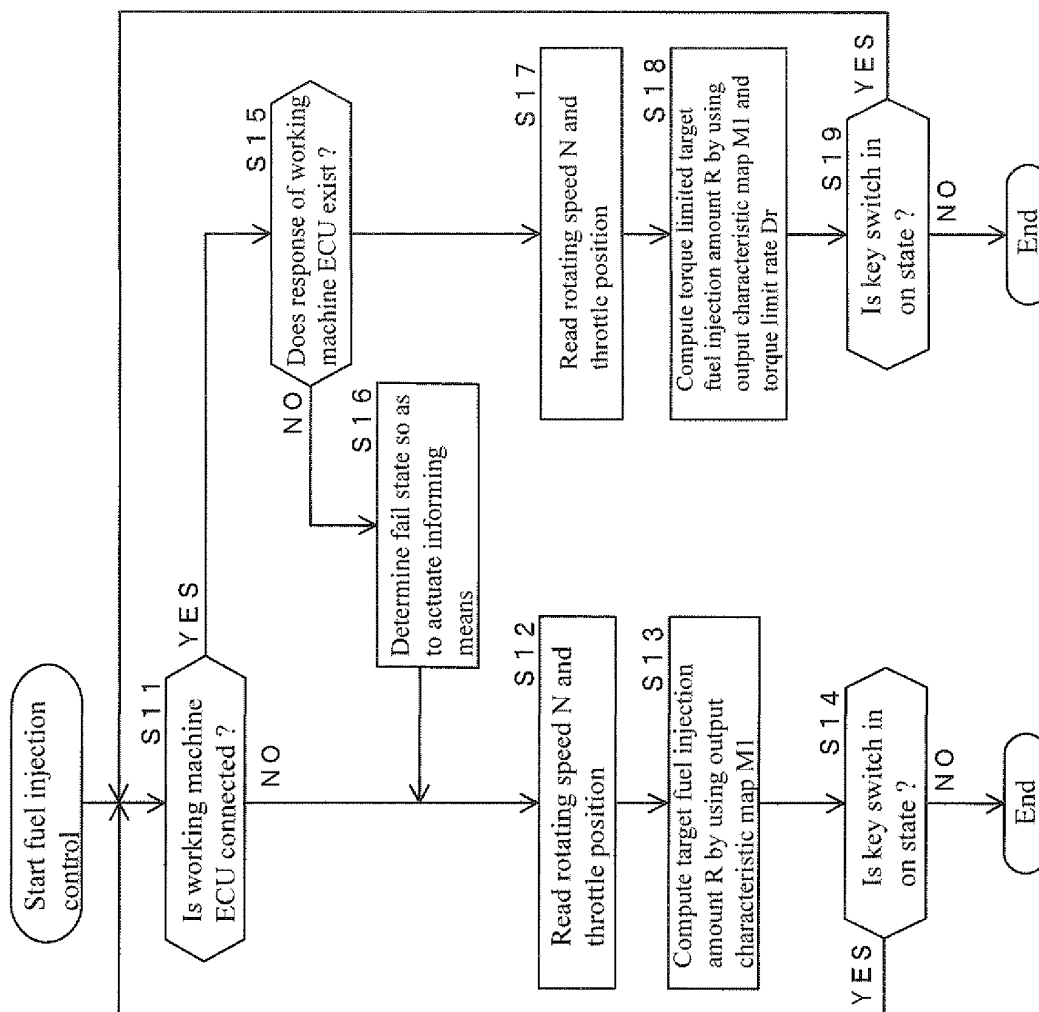 Start fuel injection
control
S11
Is working machine
ECU connected ?
YES
NO
S15
Does response of working
machine ECU exist ?
NO
S16
Determine fail state so as
to actuate informing
means
S12
Read rotating speed N and
throttle position
S13
Compute target fuel injection
amount R by using output
characteristic map M1
S14
Is key switch in
on state ?
YES
NO
End
S17
Read rotating speed N and
throttle position
S18
Compute torque limited target
fuel injection amount R by using
output characteristic map M1 and
torque limit rate Dr
S19
Is key switch in
on state ?
YES
NO
End